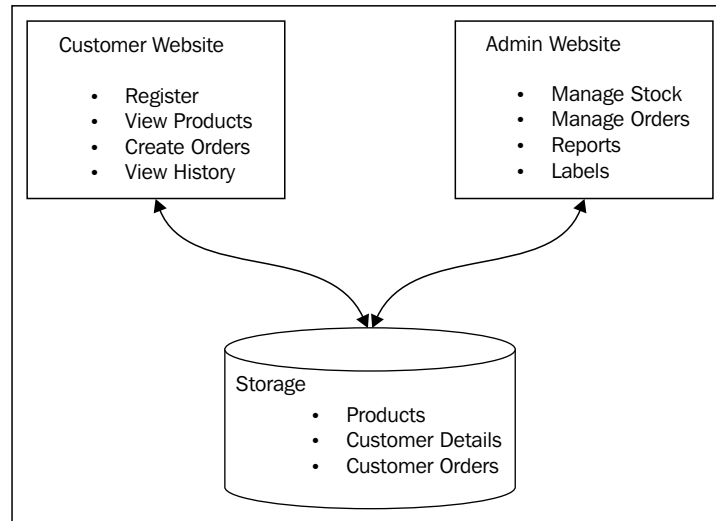 Customer Website
• Register
• View Products
• Create Orders
• View History
Admin Website
• Manage Stock
• Manage Orders
• Reports
• Labels
Storage
• Products
• Customer Details
• Customer Orders